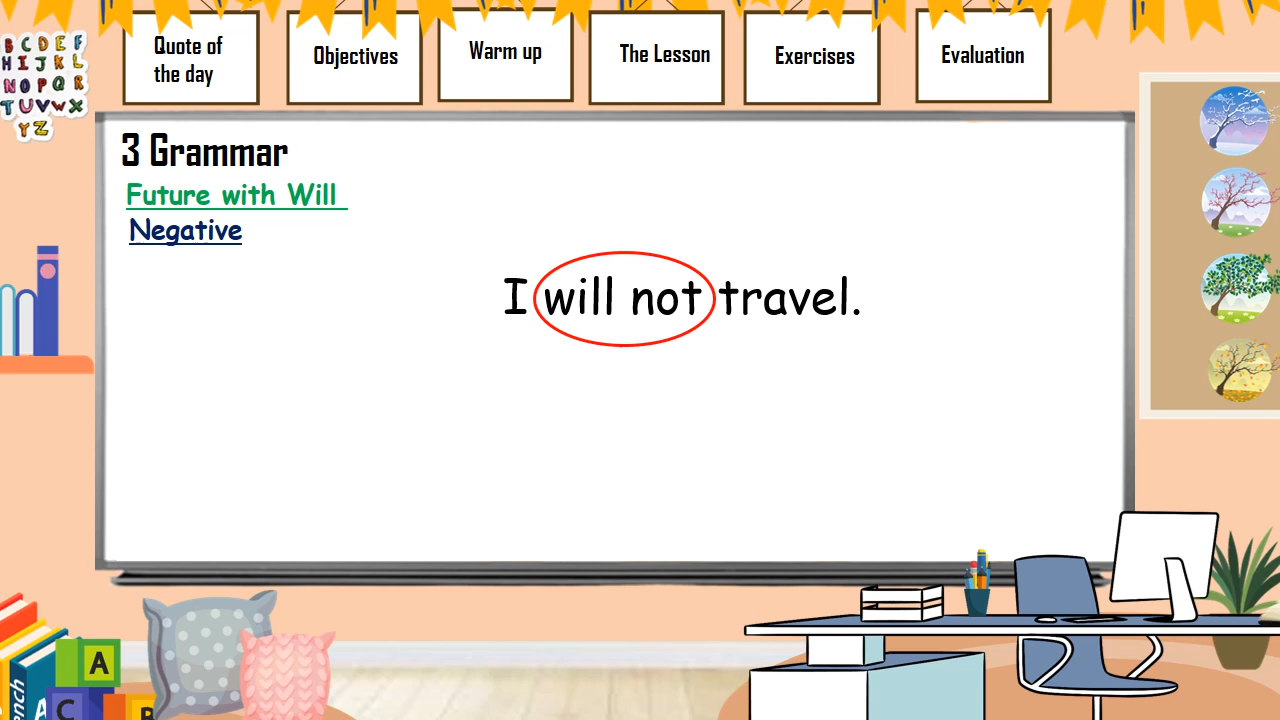 Quote of
the day
Objectives
Warm up
The Lesson
Exercises
Evaluation
B C D E F
H I J K L
N O P Q R
T U V W X
Y Z
3 Grammar
Future with Will
Negative
I will not travel.
A
C
B
A